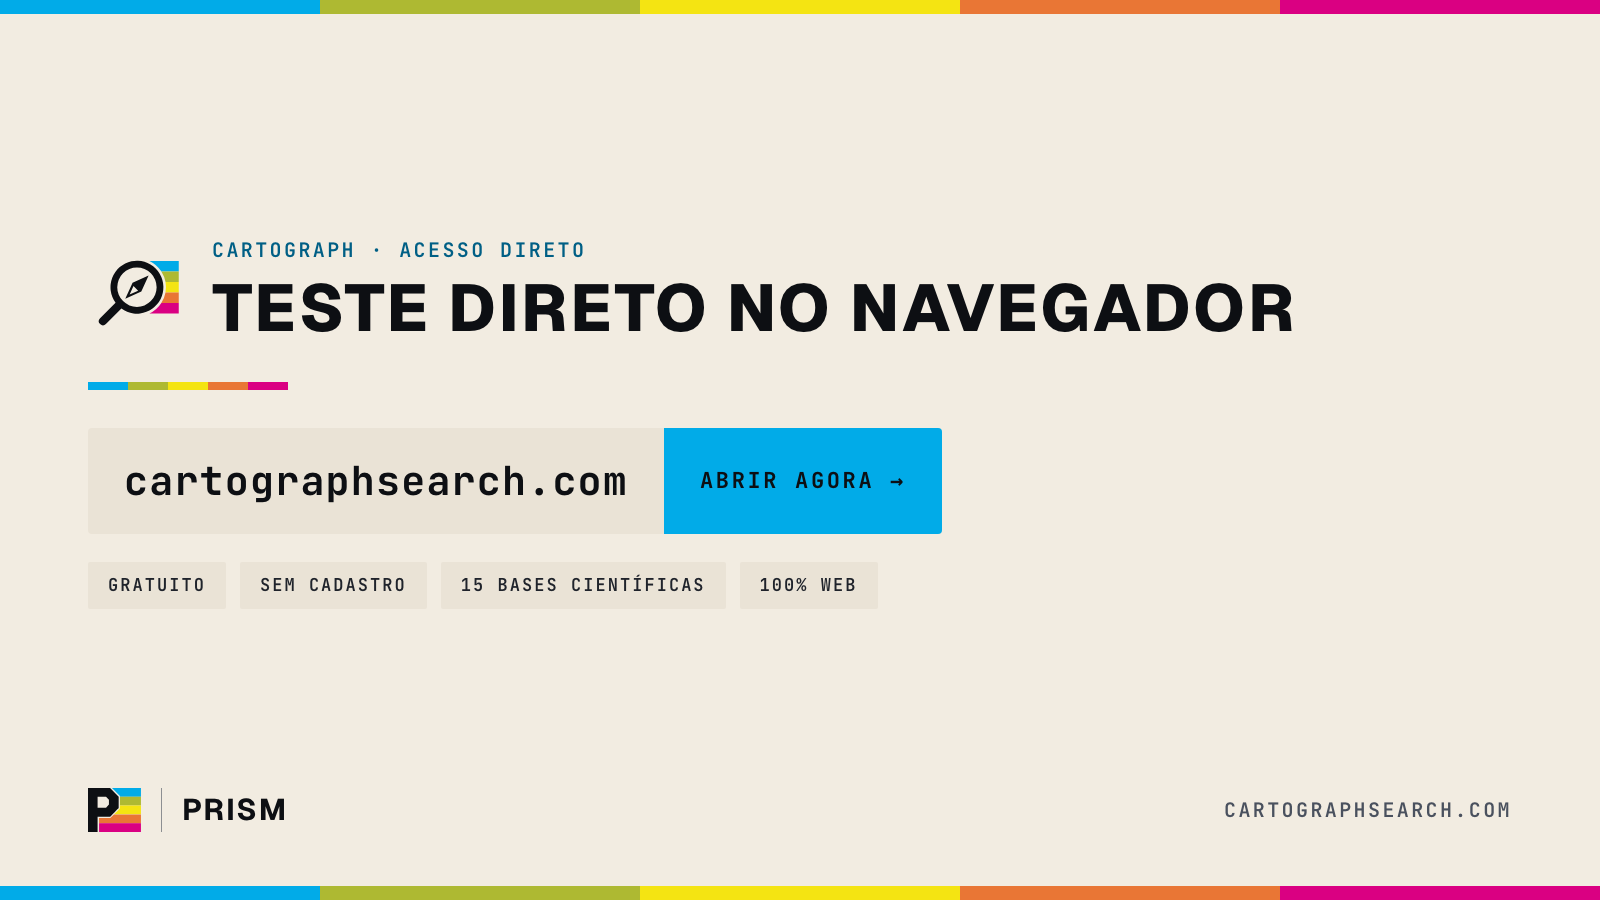 CARTOGRAPH · ACESSO DIRETO
TESTE DIRETO NO NAVEGADOR
cartographsearch.com
ABRIR AGORA →
GRATUITO
SEM CADASTRO
15 BASES CIENTÍFICAS
100% WEB
P
PRISM
CARTOGRAPHSEARCH.COM